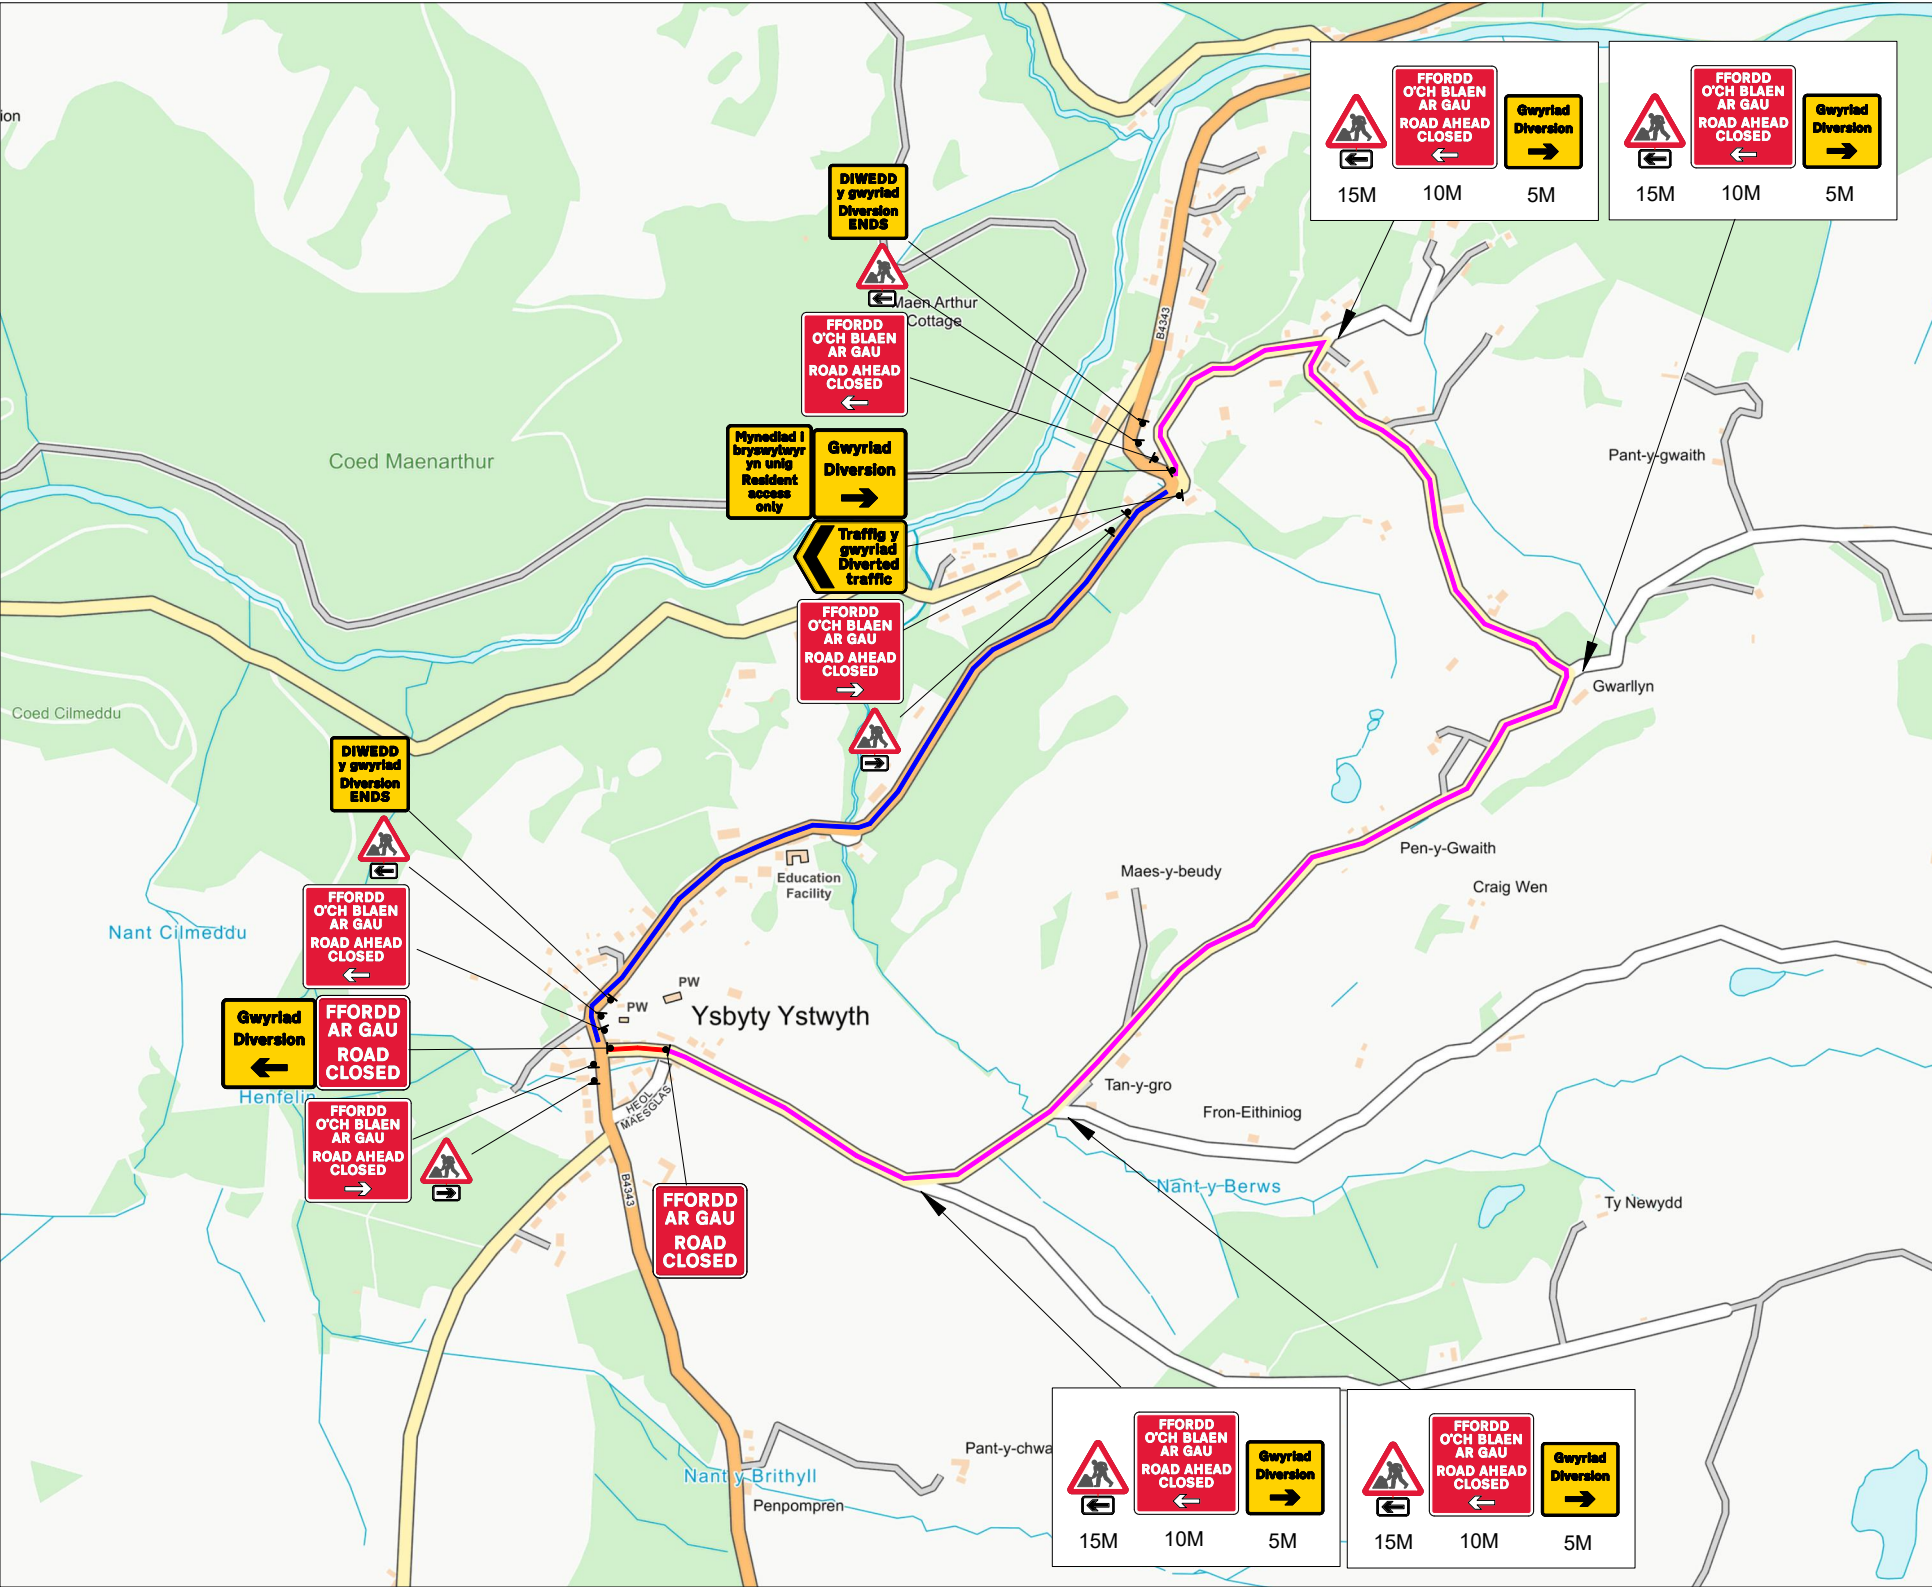 ion
FFORDD
O'CH BLAEN
AR GAU
ROAD AHEAD
CLOSED
Gwyriad
Diversion
15M
10M
5M
FFORDD
O'CH BLAEN
AR GAU
ROAD AHEAD
CLOSED
Gwyriad
Diversion
15M
10M
5M
DIWEDD
y gwyriad
Diversion
ENDS
Maen Arthur
Cottage
B4343
FFORDD
O'CH BLAEN
AR GAU
ROAD AHEAD
CLOSED
Coed Maenarthur
Mynediad i
bryswylwyr
yn unig
Resident
access
only
Gwyriad
Diversion
Pant-y-gwaith
Traffig y
gwyriad
Diverted
traffic
FFORDD
O'CH BLAEN
AR GAU
ROAD AHEAD
CLOSED
Gwarllyn
Coed Cilmeddu
DIWEDD
y gwyriad
Diversion
ENDS
Pen-y-Gwaith
Education
Facility
Maes-y-beudy
Craig Wen
FFORDD
O'CH BLAEN
AR GAU
ROAD AHEAD
CLOSED
Nant Cilmeddu
PW
PW
Ysbyty Ystwyth
Gwyriad
Diversion
FFORDD
AR GAU
ROAD
CLOSED
Henfelin
HEOL
MAESGLAS
Tan-y-gro
Fron-Eithiniog
FFORDD
O'CH BLAEN
AR GAU
ROAD AHEAD
CLOSED
B4343
Nant-y-Berws
Ty Newydd
FFORDD
AR GAU
ROAD
CLOSED
Pant-y-chwa
Nant y Brithyll
Penpompren
FFORDD
O'CH BLAEN
AR GAU
ROAD AHEAD
CLOSED
Gwyriad
Diversion
15M
10M
5M
FFORDD
O'CH BLAEN
AR GAU
ROAD AHEAD
CLOSED
Gwyriad
Diversion
15M
10M
5M